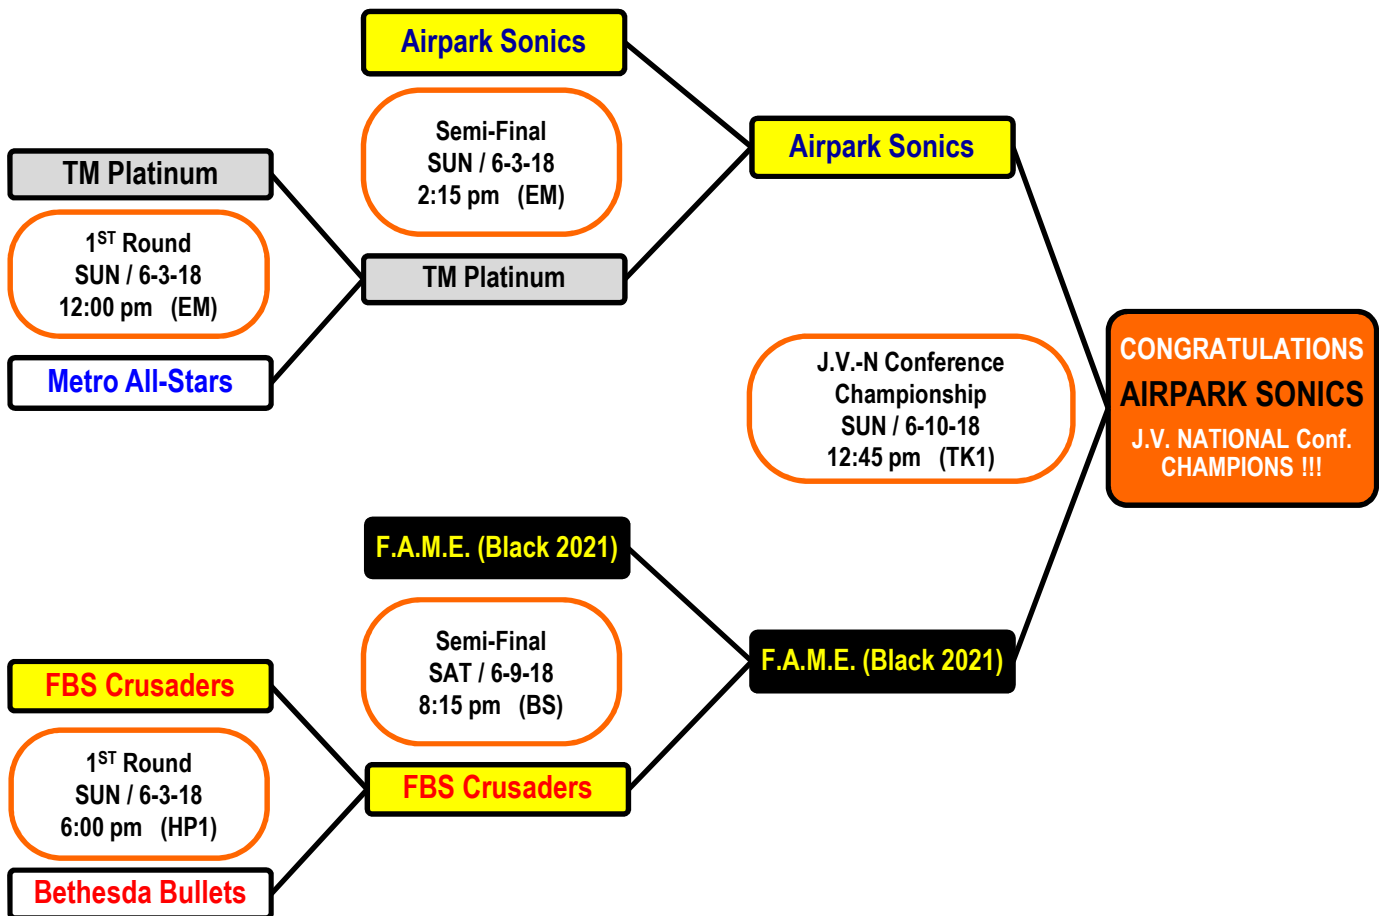 Airpark Sonics
Semi-Final
SUN / 6-3-18
2:15 pm (EM)
Airpark Sonics
TM Platinum
1ST Round
SUN / 6-3-18
12:00 pm (EM)
TM Platinum
Metro All-Stars
J.V.-N Conference
Championship
SUN / 6-10-18
12:45 pm (TK1)
CONGRATULATIONS
AIRPARK SONICS
J.V. NATIONAL Conf.
CHAMPIONS !!!
F.A.M.E. (Black 2021)
Semi-Final
SAT / 6-9-18
8:15 pm (BS)
F.A.M.E. (Black 2021)
FBS Crusaders
1ST Round
SUN / 6-3-18
6:00 pm (HP1)
FBS Crusaders
Bethesda Bullets